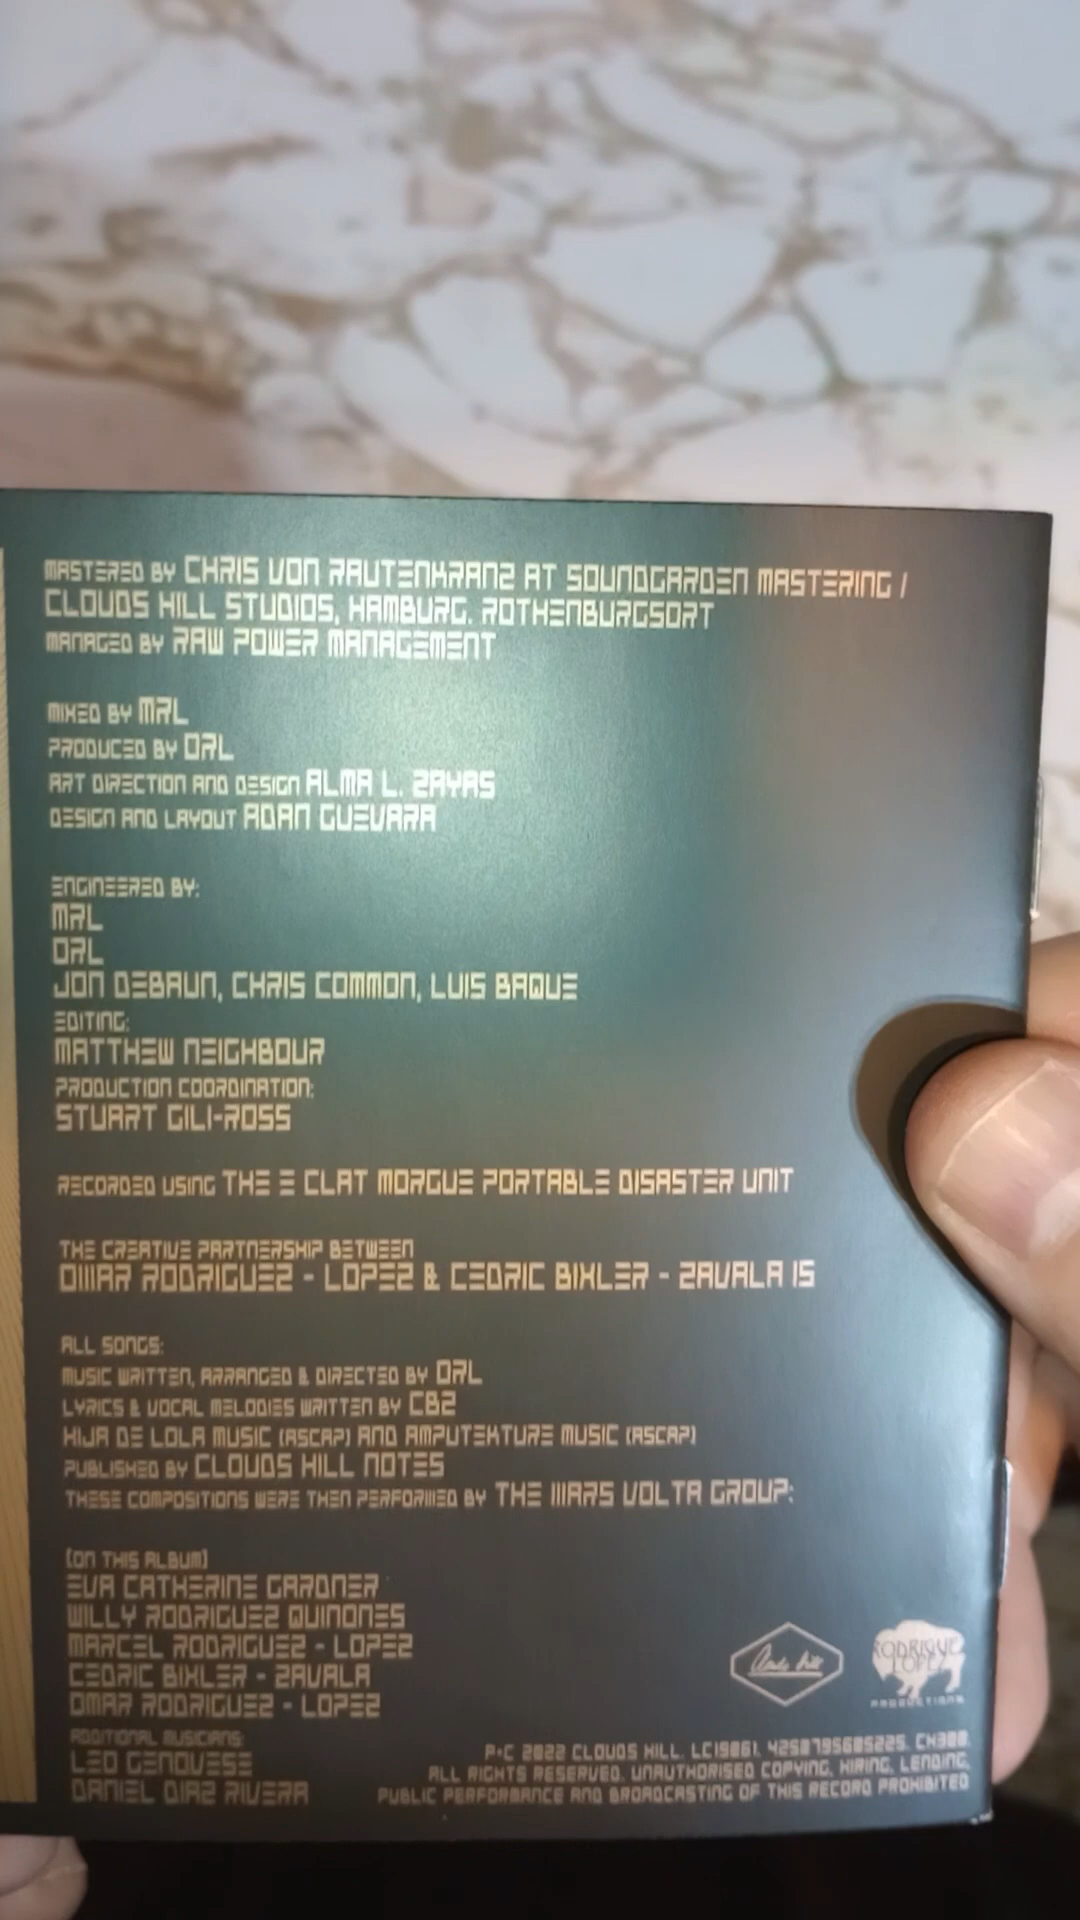 MASTERED BY CHRIS VON RAUTENKRANZ AT SOUNDGARDEN MASTERING /
CLOUDS HILL STUDIOS, HAMBURG. ROTHENBURGSORT
MANAGED BY RAW POWER MANAGEMENT
MIXED BY MRL
PRODUCED BY ORL
ART DIRECTION AND DESIGN ALMA L. ZAYAS
DESIGN AND LAYOUT ADAN GUEVARA
ENGINEERED BY:
MRL
ORL
JON DEBAUN, CHRIS COMMON, LUIS BAQUE
EDITING:
MATTHEW NEIGHBOUR
PRODUCTION COORDINATION:
STUART GILI-ROSS
RECORDED USING THE E CLAT MORGUE PORTABLE DISASTER UNIT
THE CREATIVE PARTNERSHIP BETWEEN
OMAR RODRIGUEZ - LOPEZ & CEDRIC BIXLER - ZAVALA IS
ALL SONGS:
MUSIC WRITTEN, ARRANGED & DIRECTED BY ORL
LYRICS & VOCAL MELODIES WRITTEN BY CBZ
HIJA DE LOLA MUSIC (ASCAP) AND AMPUTEKTURE MUSIC (ASCAP)
PUBLISHED BY CLOUDS HILL NOTES
THESE COMPOSITIONS WERE THEN PERFORMED BY THE MARS VOLTA GROUP:
(ON THIS ALBUM)
EVA CATHERINE GARDNER
WILLY RODRIGUEZ QUINONES
MARCEL RODRIGUEZ - LOPEZ
CEDRIC BIXLER - ZAVALA
OMAR RODRIGUEZ - LOPEZ
ADDITIONAL MUSICIANS:
LEO GENOVESE
DANIEL DIAZ RIVERA
RODRIGUEZ
LOPEZ
PRODUCTIONS
P+C 2022 CLOUDS HILL. LC19861. 4250795605225. CH300.
ALL RIGHTS RESERVED. UNAUTHORISED COPYING, HIRING, LENDING,
PUBLIC PERFORMANCE AND BROADCASTING OF THIS RECORD PROHIBITED